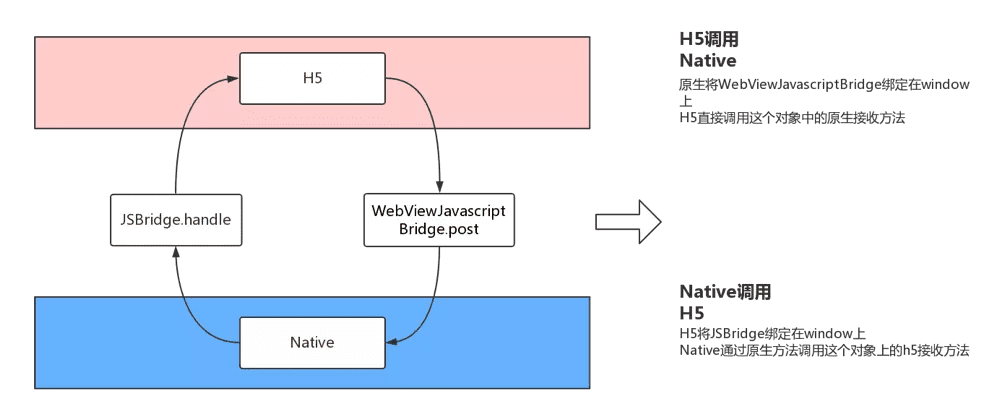 H5
JSBridge.handle
WebViewJavascript
Bridge.post
Native
H5调用
Native
原生将WebViewJavascriptBridge绑定在window
上
H5直接调用这个对象中的原生接收方法
Native调用
H5
H5将JSBridge绑定在window上
Native通过原生方法调用这个对象上的h5接收方法